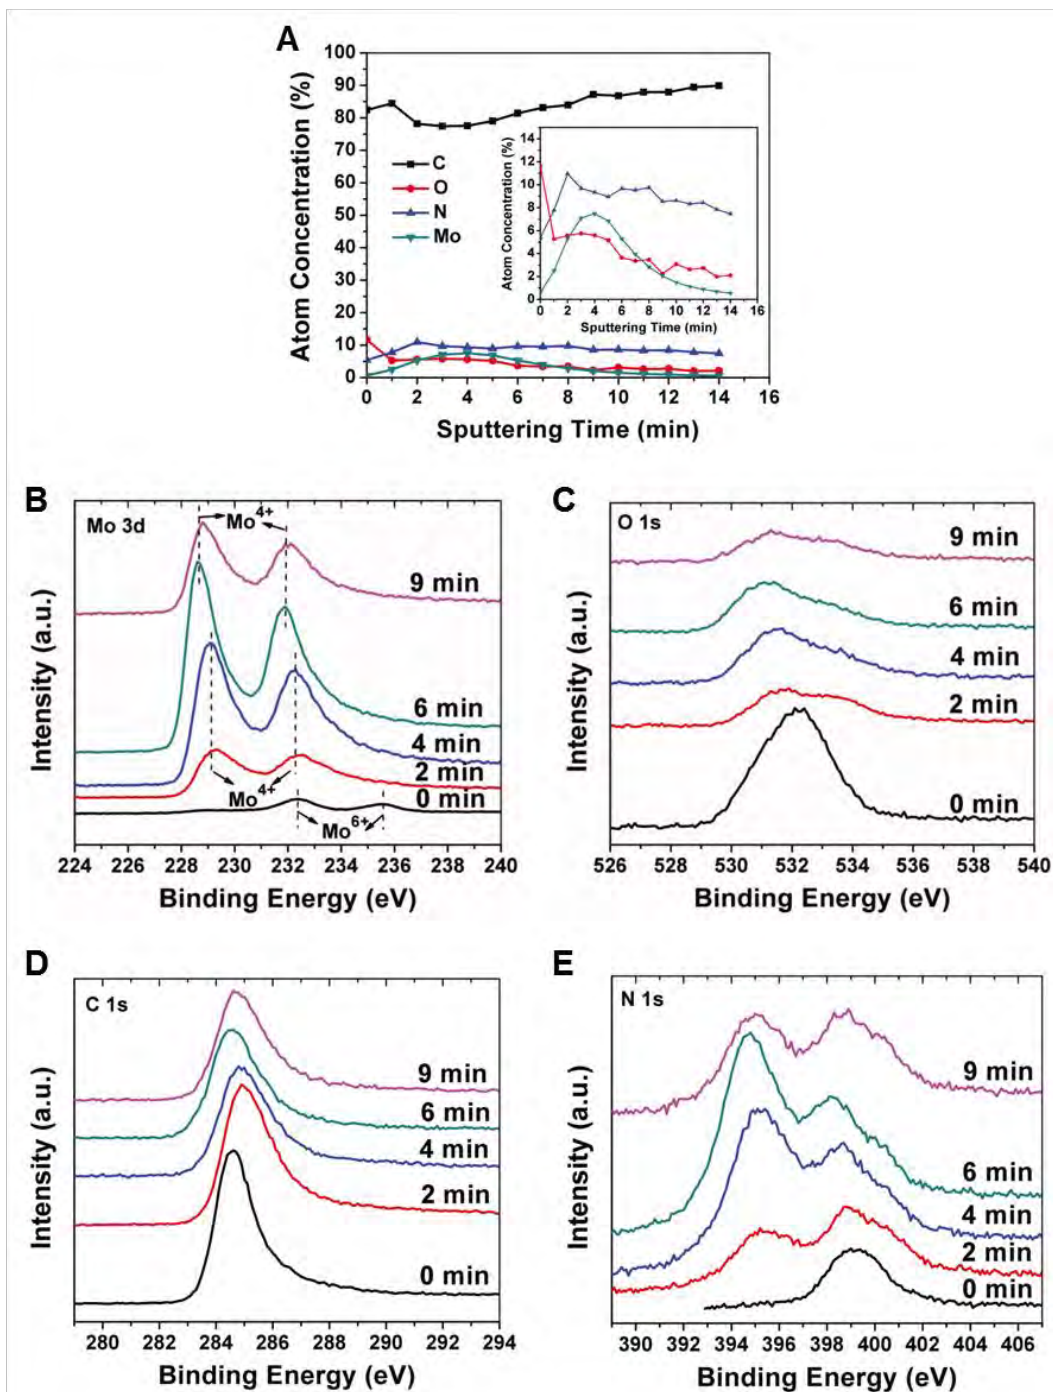 A
100
90
80
70
60
50
40
30
20
10
0
Atom Concentration (%)
C
O
N
Mo
14
12
10
8
6
4
2
0
Atom Concentration (%)
0 2 4 6 8 10 12 14 16
Sputtering Time (min)
0 2 4 6 8 10 12 14 16
Sputtering Time (min)
B
Mo 3d
Mo4+
9 min
6 min
4 min
2 min
0 min
Mo4+
Mo6+
Intensity (a.u.)
224 226 228 230 232 234 236 238 240
Binding Energy (eV)
C
O 1s
9 min
6 min
4 min
2 min
0 min
Intensity (a.u.)
526 528 530 532 534 536 538 540
Binding Energy (eV)
D
C 1s
9 min
6 min
4 min
2 min
0 min
Intensity (a.u.)
280 282 284 286 288 290 292 294
Binding Energy (eV)
E
N 1s
9 min
6 min
4 min
2 min
0 min
Intensity (a.u.)
390 392 394 396 398 400 402 404 406
Binding Energy (eV)